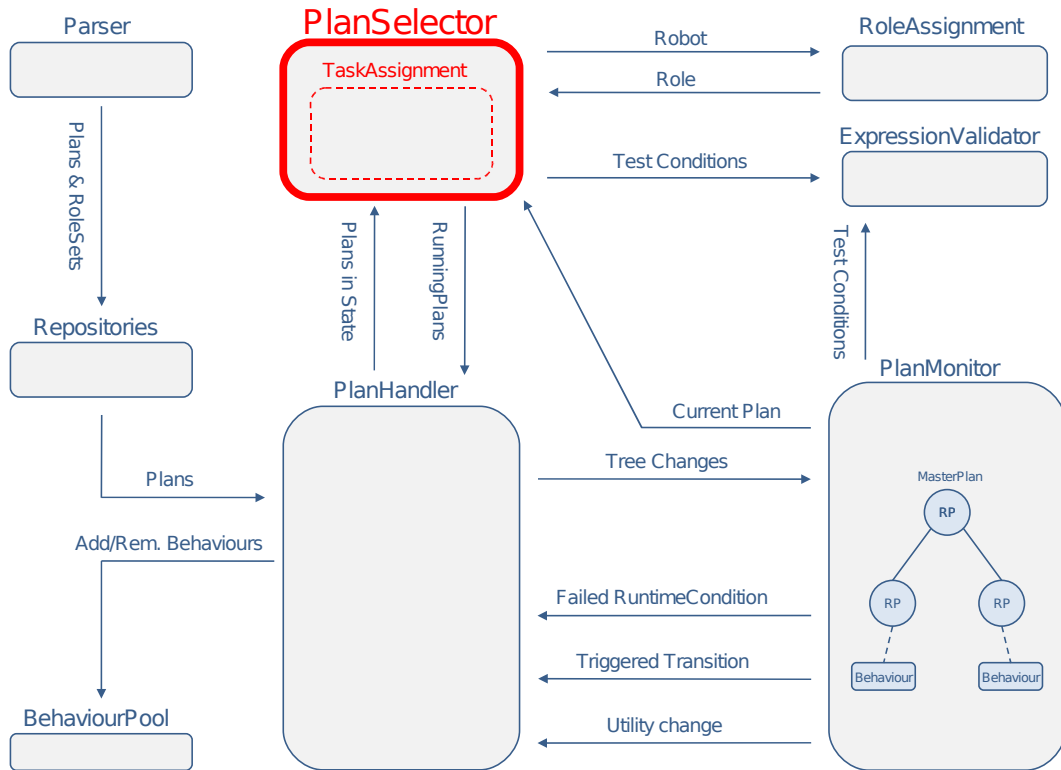 PlanSelector
Parser
RoleAssignment
TaskAssignment
Robot
Role
ExpressionValidator
Test Conditions
Plans & RoleSets
Plans in State
RunningPlans
Test Conditions
Repositories
PlanHandler
PlanMonitor
Current Plan
Tree Changes
Plans
MasterPlan
RP
Add/Rem. Behaviours
Failed RuntimeCondition
RP
RP
Triggered Transition
Behaviour
Behaviour
BehaviourPool
Utility change